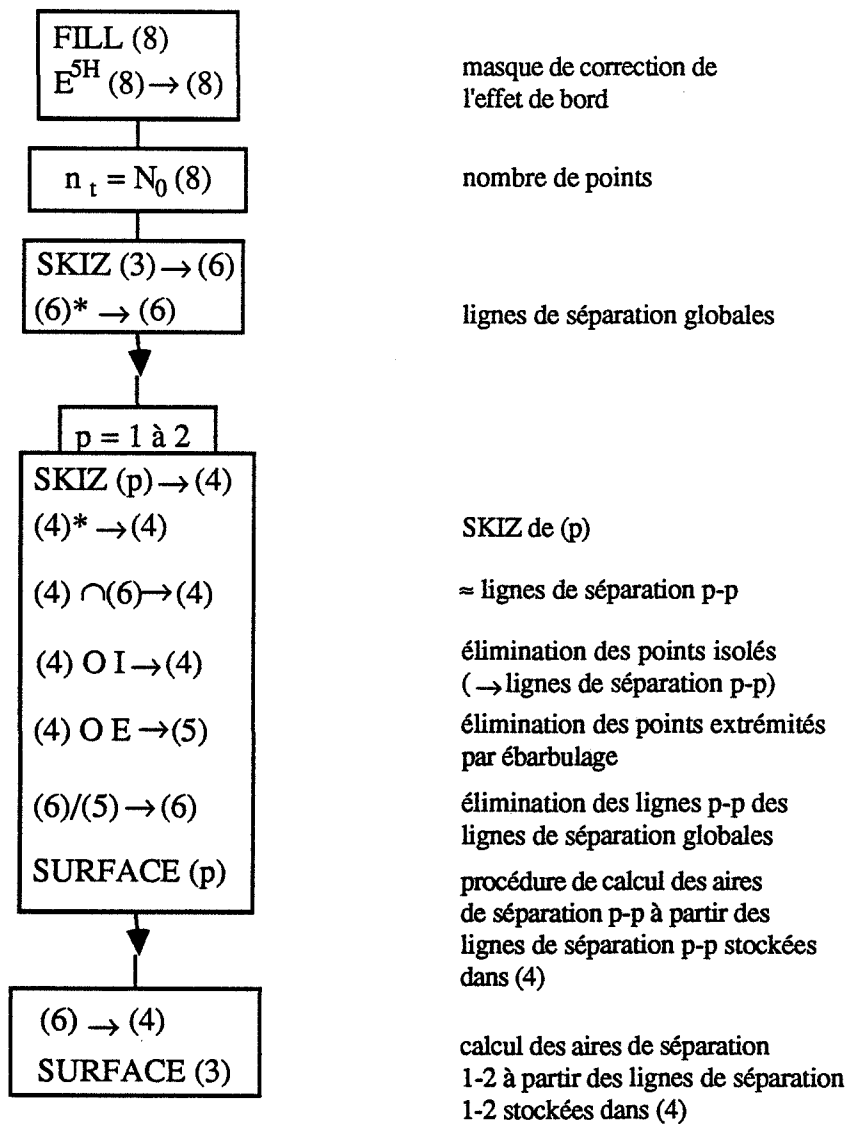 FILL (8)
E^5H (8) → (8)
masque de correction de
l'effet de bord
n_t = N_0 (8)
nombre de points
SKIZ (3) → (6)
(6)* → (6)
lignes de séparation globales
p = 1 à 2
SKIZ (p) → (4)
(4)* → (4)
SKIZ de (p)
(4) ∩(6)→ (4)
≈ lignes de séparation p-p
(4) O I → (4)
élimination des points isolés
( → lignes de séparation p-p)
(4) O E → (5)
élimination des points extrémités
par ébarbulage
(6)/(5) → (6)
élimination des lignes p-p des
lignes de séparation globales
SURFACE (p)
procédure de calcul des aires
de séparation p-p à partir des
lignes de séparation p-p stockées
dans (4)
(6) → (4)
SURFACE (3)
calcul des aires de séparation
1-2 à partir des lignes de séparation
1-2 stockées dans (4)